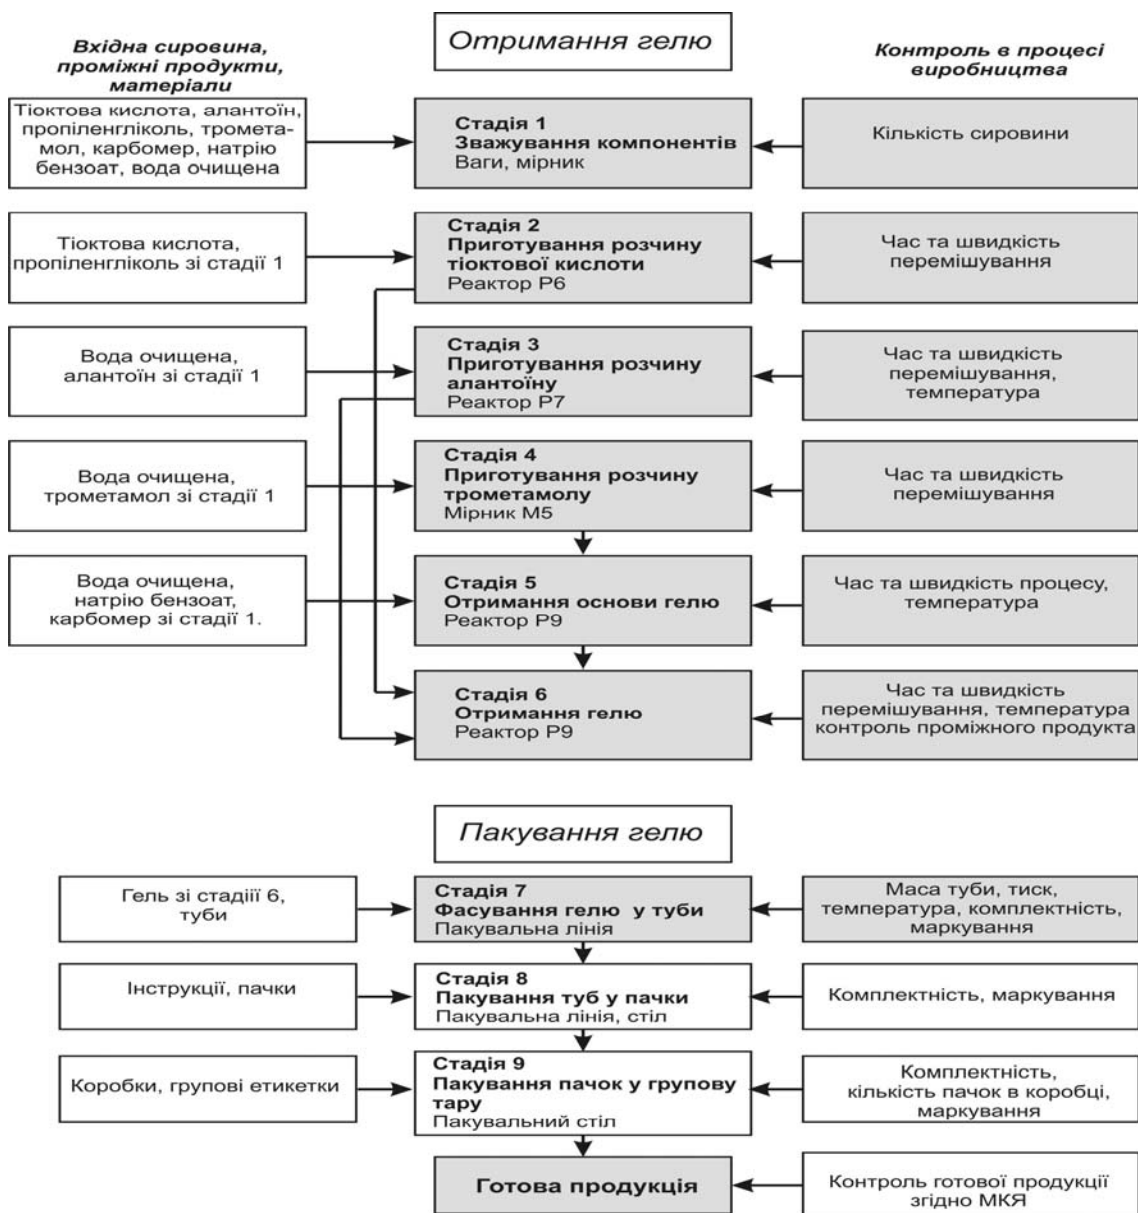 Отримання гелю
Вхідна сировина,
проміжні продукти,
матеріали
Контроль в процесі
виробництва
Тіоктова кислота, алантоїн,
пропіленгліколь, тромета-
мол, карбомер, натрію
бензоат, вода очищена
Стадія 1
Зважування компонентів
Ваги, мірник
Кількість сировини
Тіоктова кислота,
пропіленгліколь зі стадії 1
Стадія 2
Приготування розчину
тіоктової кислоти
Реактор Р6
Час та швидкість
перемішування
Вода очищена,
алантоїн зі стадії 1
Стадія 3
Приготування розчину
алантоїну
Реактор Р7
Час та швидкість
перемішування,
температура
Вода очищена,
трометамол зі стадії 1
Стадія 4
Приготування розчину
трометамолу
Мірник М5
Час та швидкість
перемішування
Вода очищена,
натрію бензоат,
карбомер зі стадії 1.
Стадія 5
Отримання основи гелю
Реактор Р9
Час та швидкість процесу,
температура
Стадія 6
Отримання гелю
Реактор Р9
Час та швидкість
перемішування, температура
контроль проміжного продукта
Пакування гелю
Гель зі стадіії 6,
туби
Стадія 7
Фасування гелю у туби
Пакувальна лінія
Маса туби, тиск,
температура, комплектність,
маркування
Інструкції, пачки
Стадія 8
Пакування туб у пачки
Пакувальна лінія, стіл
Комплектність, маркування
Коробки, групові етикетки
Стадія 9
Пакування пачок у групову
тару
Пакувальний стіл
Комплектність,
кількість пачок в коробці,
маркування
Готова продукція
Контроль готової продукції
згідно МКЯ